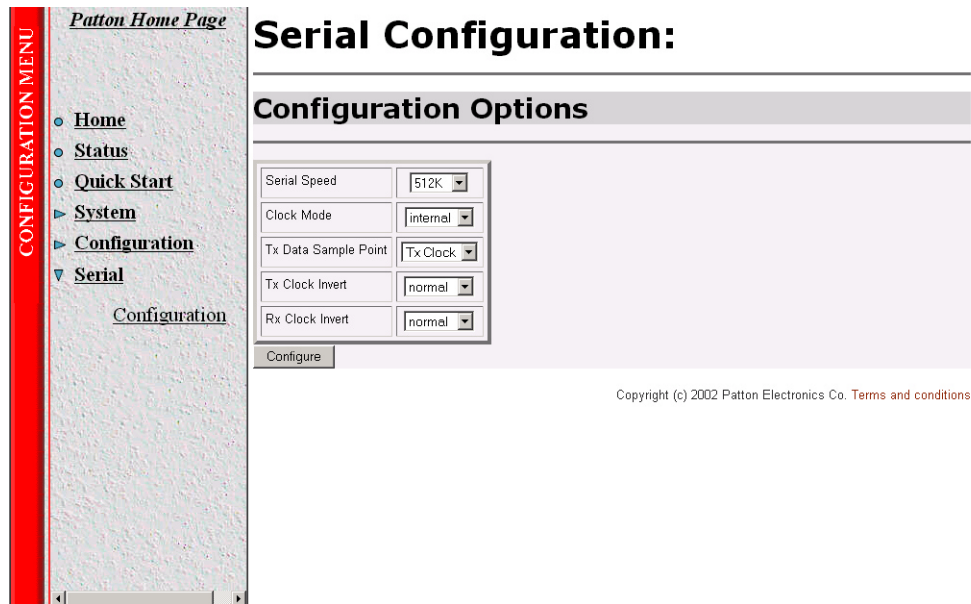 CONFIGURATION MENU
Patton Home Page
Home
Status
Quick Start
System
Configuration
Serial
Configuration
Serial Configuration:
Configuration Options
Serial Speed 512K
Clock Mode internal
Tx Data Sample Point Tx Clock
Tx Clock Invert normal
Rx Clock Invert normal
Configure
Copyright (c) 2002 Patton Electronics Co. Terms and conditions